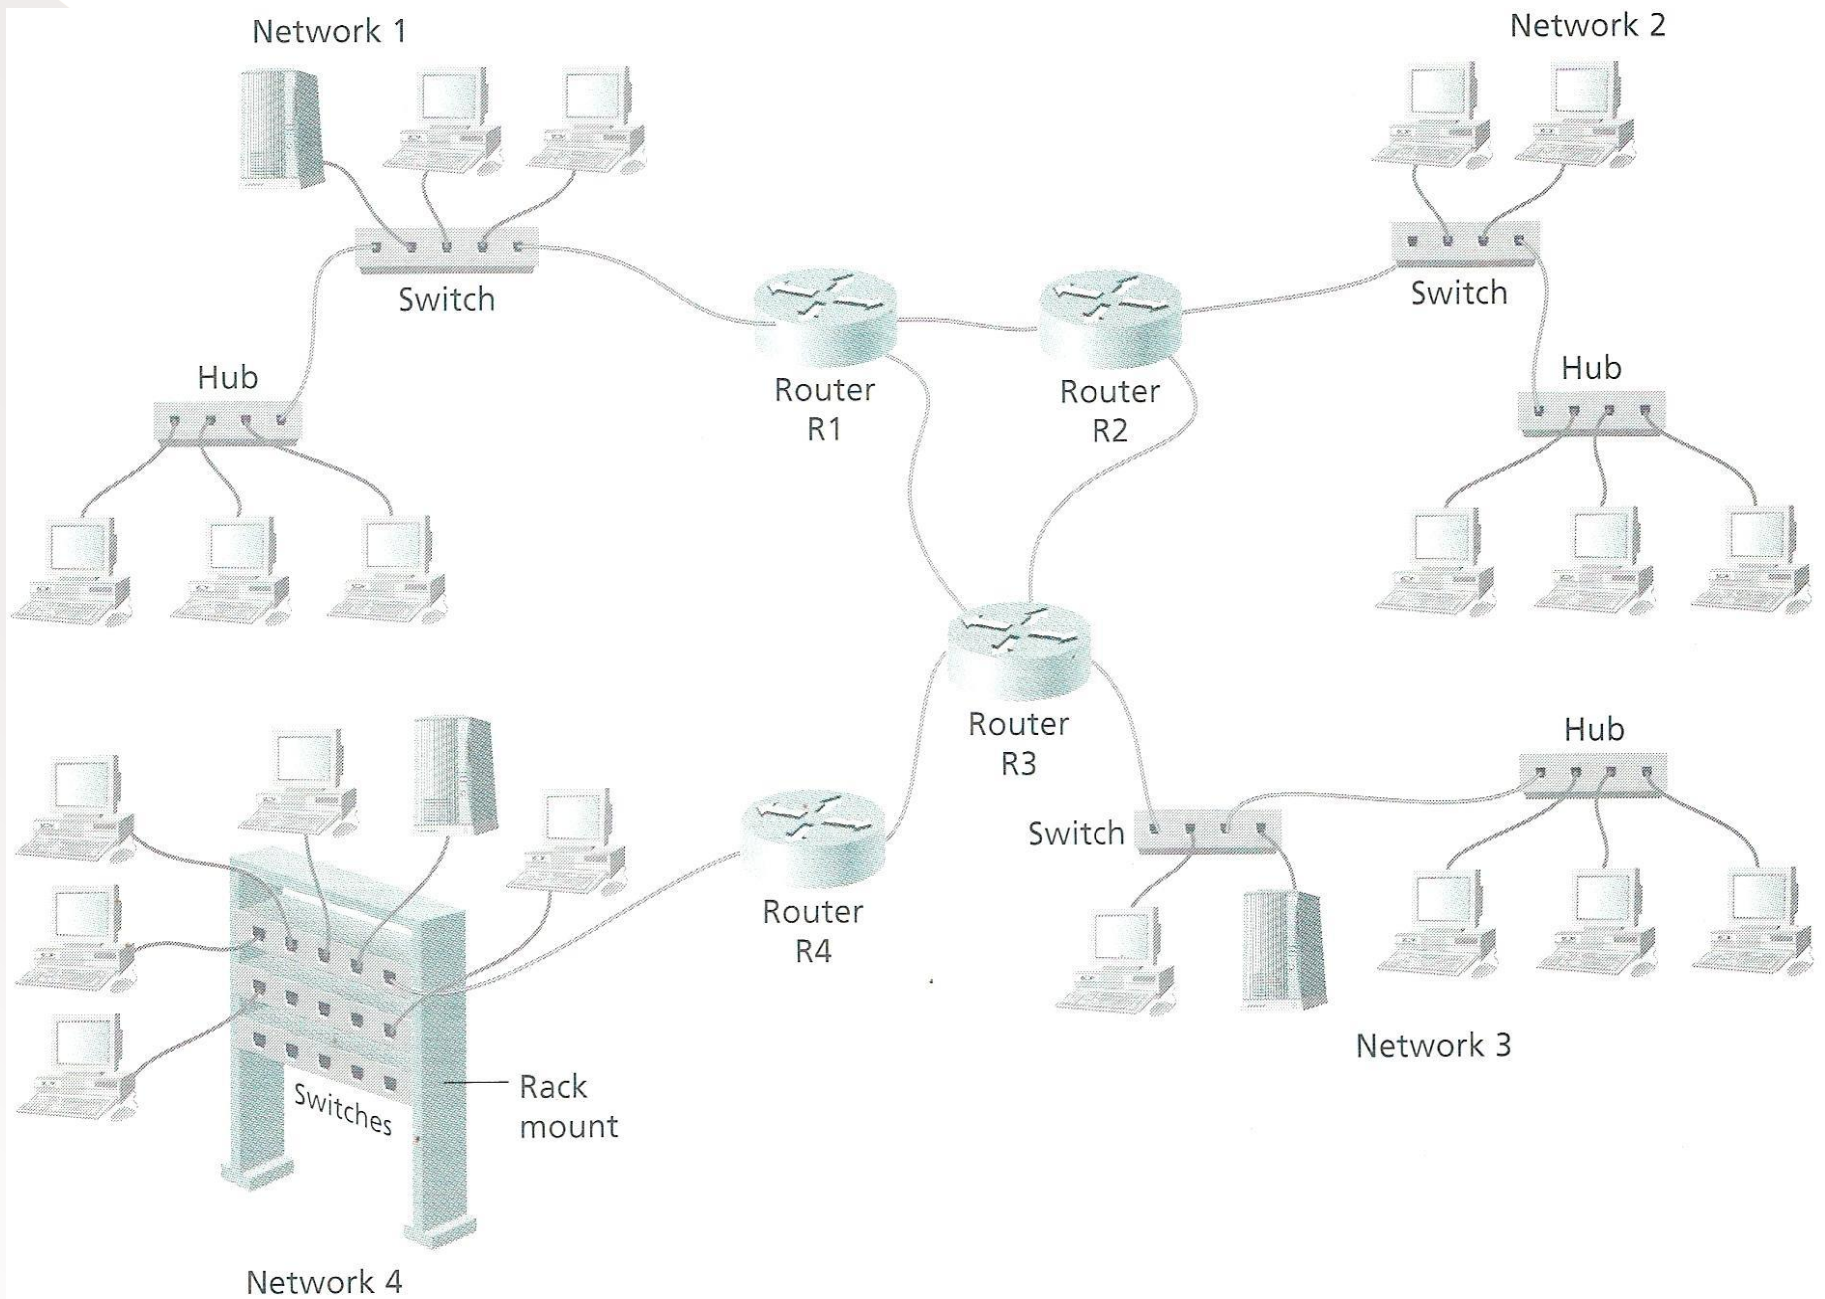 Network 1
Network 2
Switch
Switch
Hub
Hub
Router
R1
Router
R2
Router
R3
Hub
Switch
Router
R4
Network 3
Switches
Rack
mount
Network 4